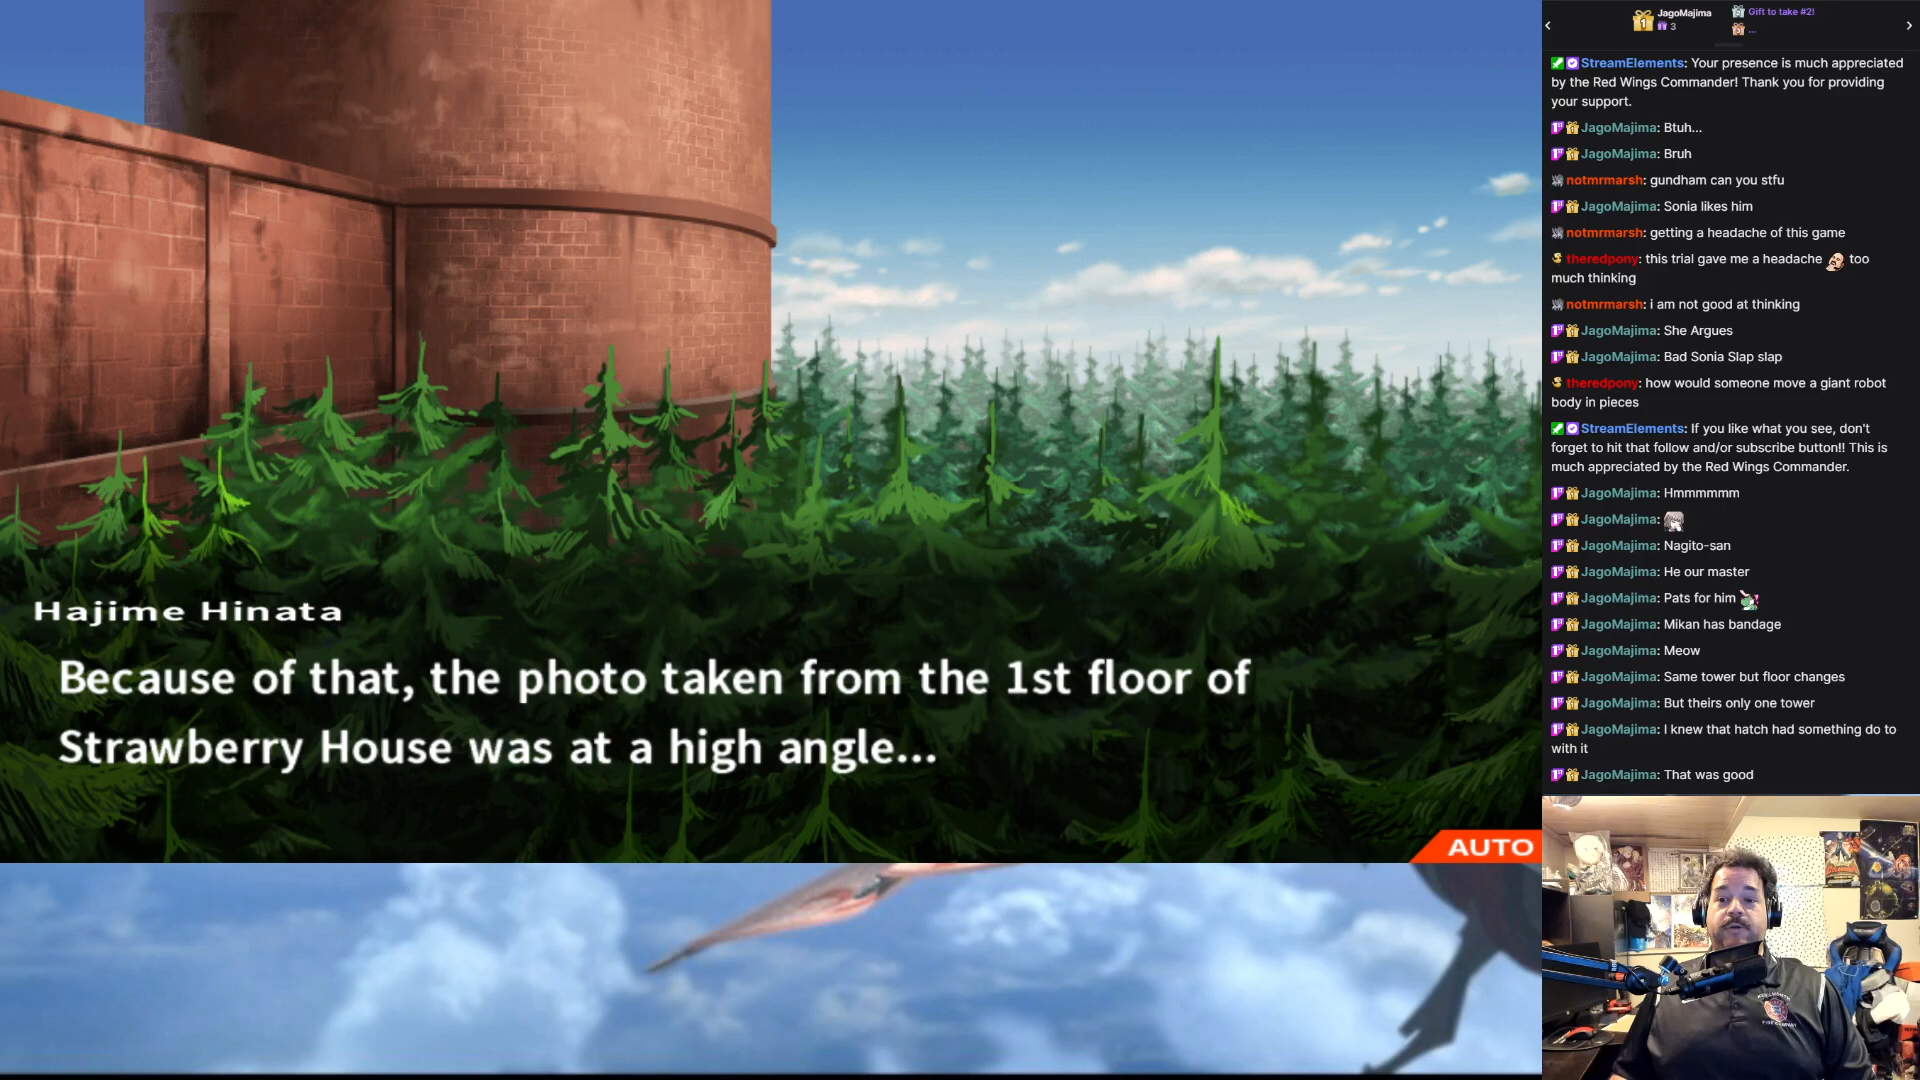 Hajime Hinata
Because of that, the photo taken from the 1st floor of
Strawberry House was at a high angle...
AUTO
JagoMajima
3
Gift to take #2!
...
StreamElements: Your presence is much appreciated
by the Red Wings Commander! Thank you for providing
your support.
JagoMajima: Btuh...
JagoMajima: Bruh
notmrmarsh: gundham can you stfu
JagoMajima: Sonia likes him
notmrmarsh: getting a headache of this game
theredpony: this trial gave me a headache too
much thinking
notmrmarsh: i am not good at thinking
JagoMajima: She Argues
JagoMajima: Bad Sonia Slap slap
theredpony: how would someone move a giant robot
body in pieces
StreamElements: If you like what you see, don't
forget to hit that follow and/or subscribe button!! This is
much appreciated by the Red Wings Commander.
JagoMajima: Hmmmmmm
JagoMajima:
JagoMajima: Nagito-san
JagoMajima: He our master
JagoMajima: Pats for him
JagoMajima: Mikan has bandage
JagoMajima: Meow
JagoMajima: Same tower but floor changes
JagoMajima: But theirs only one tower
JagoMajima: I knew that hatch had something do to
with it
JagoMajima: That was good